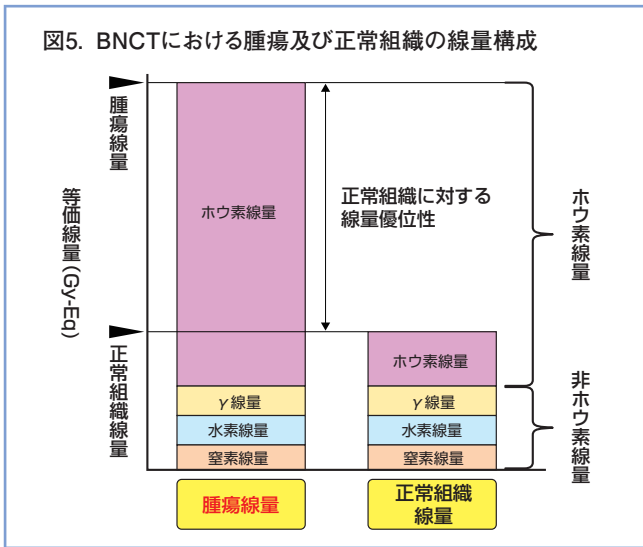 図5. BNCTにおける腫瘍及び正常組織の線量構成
腫瘍線量
等価線量(Gy-Eq)
正常組織線量
ホウ素線量
γ線量
水素線量
窒素線量
正常組織に対する
線量優位性
ホウ素線量
γ線量
水素線量
窒素線量
ホウ素線量
非ホウ素線量
腫瘍線量
正常組織
線量